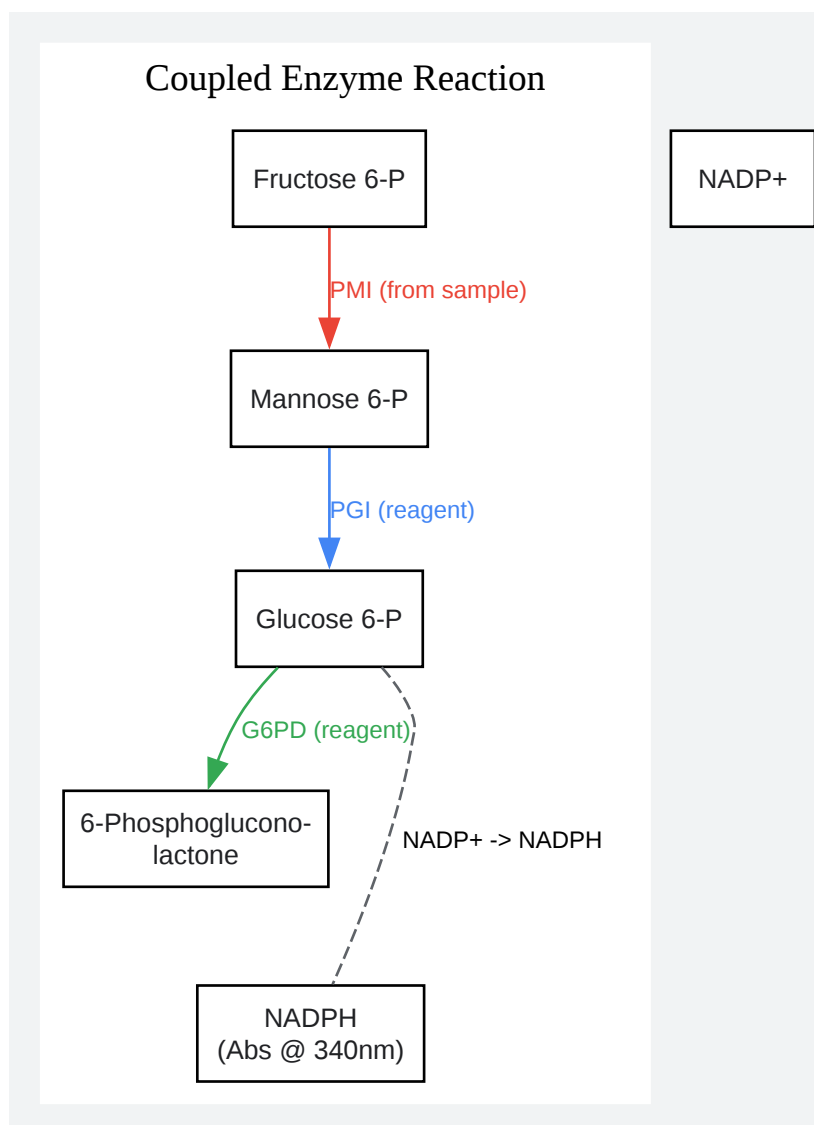 Coupled Enzyme Reaction
Fructose 6-P
NADP+
PMI (from sample)
Mannose 6-P
PGI (reagent)
Glucose 6-P
G6PD (reagent)
6-Phosphoglucono-
lactone
NADP+ -> NADPH
NADPH
(Abs @ 340nm)